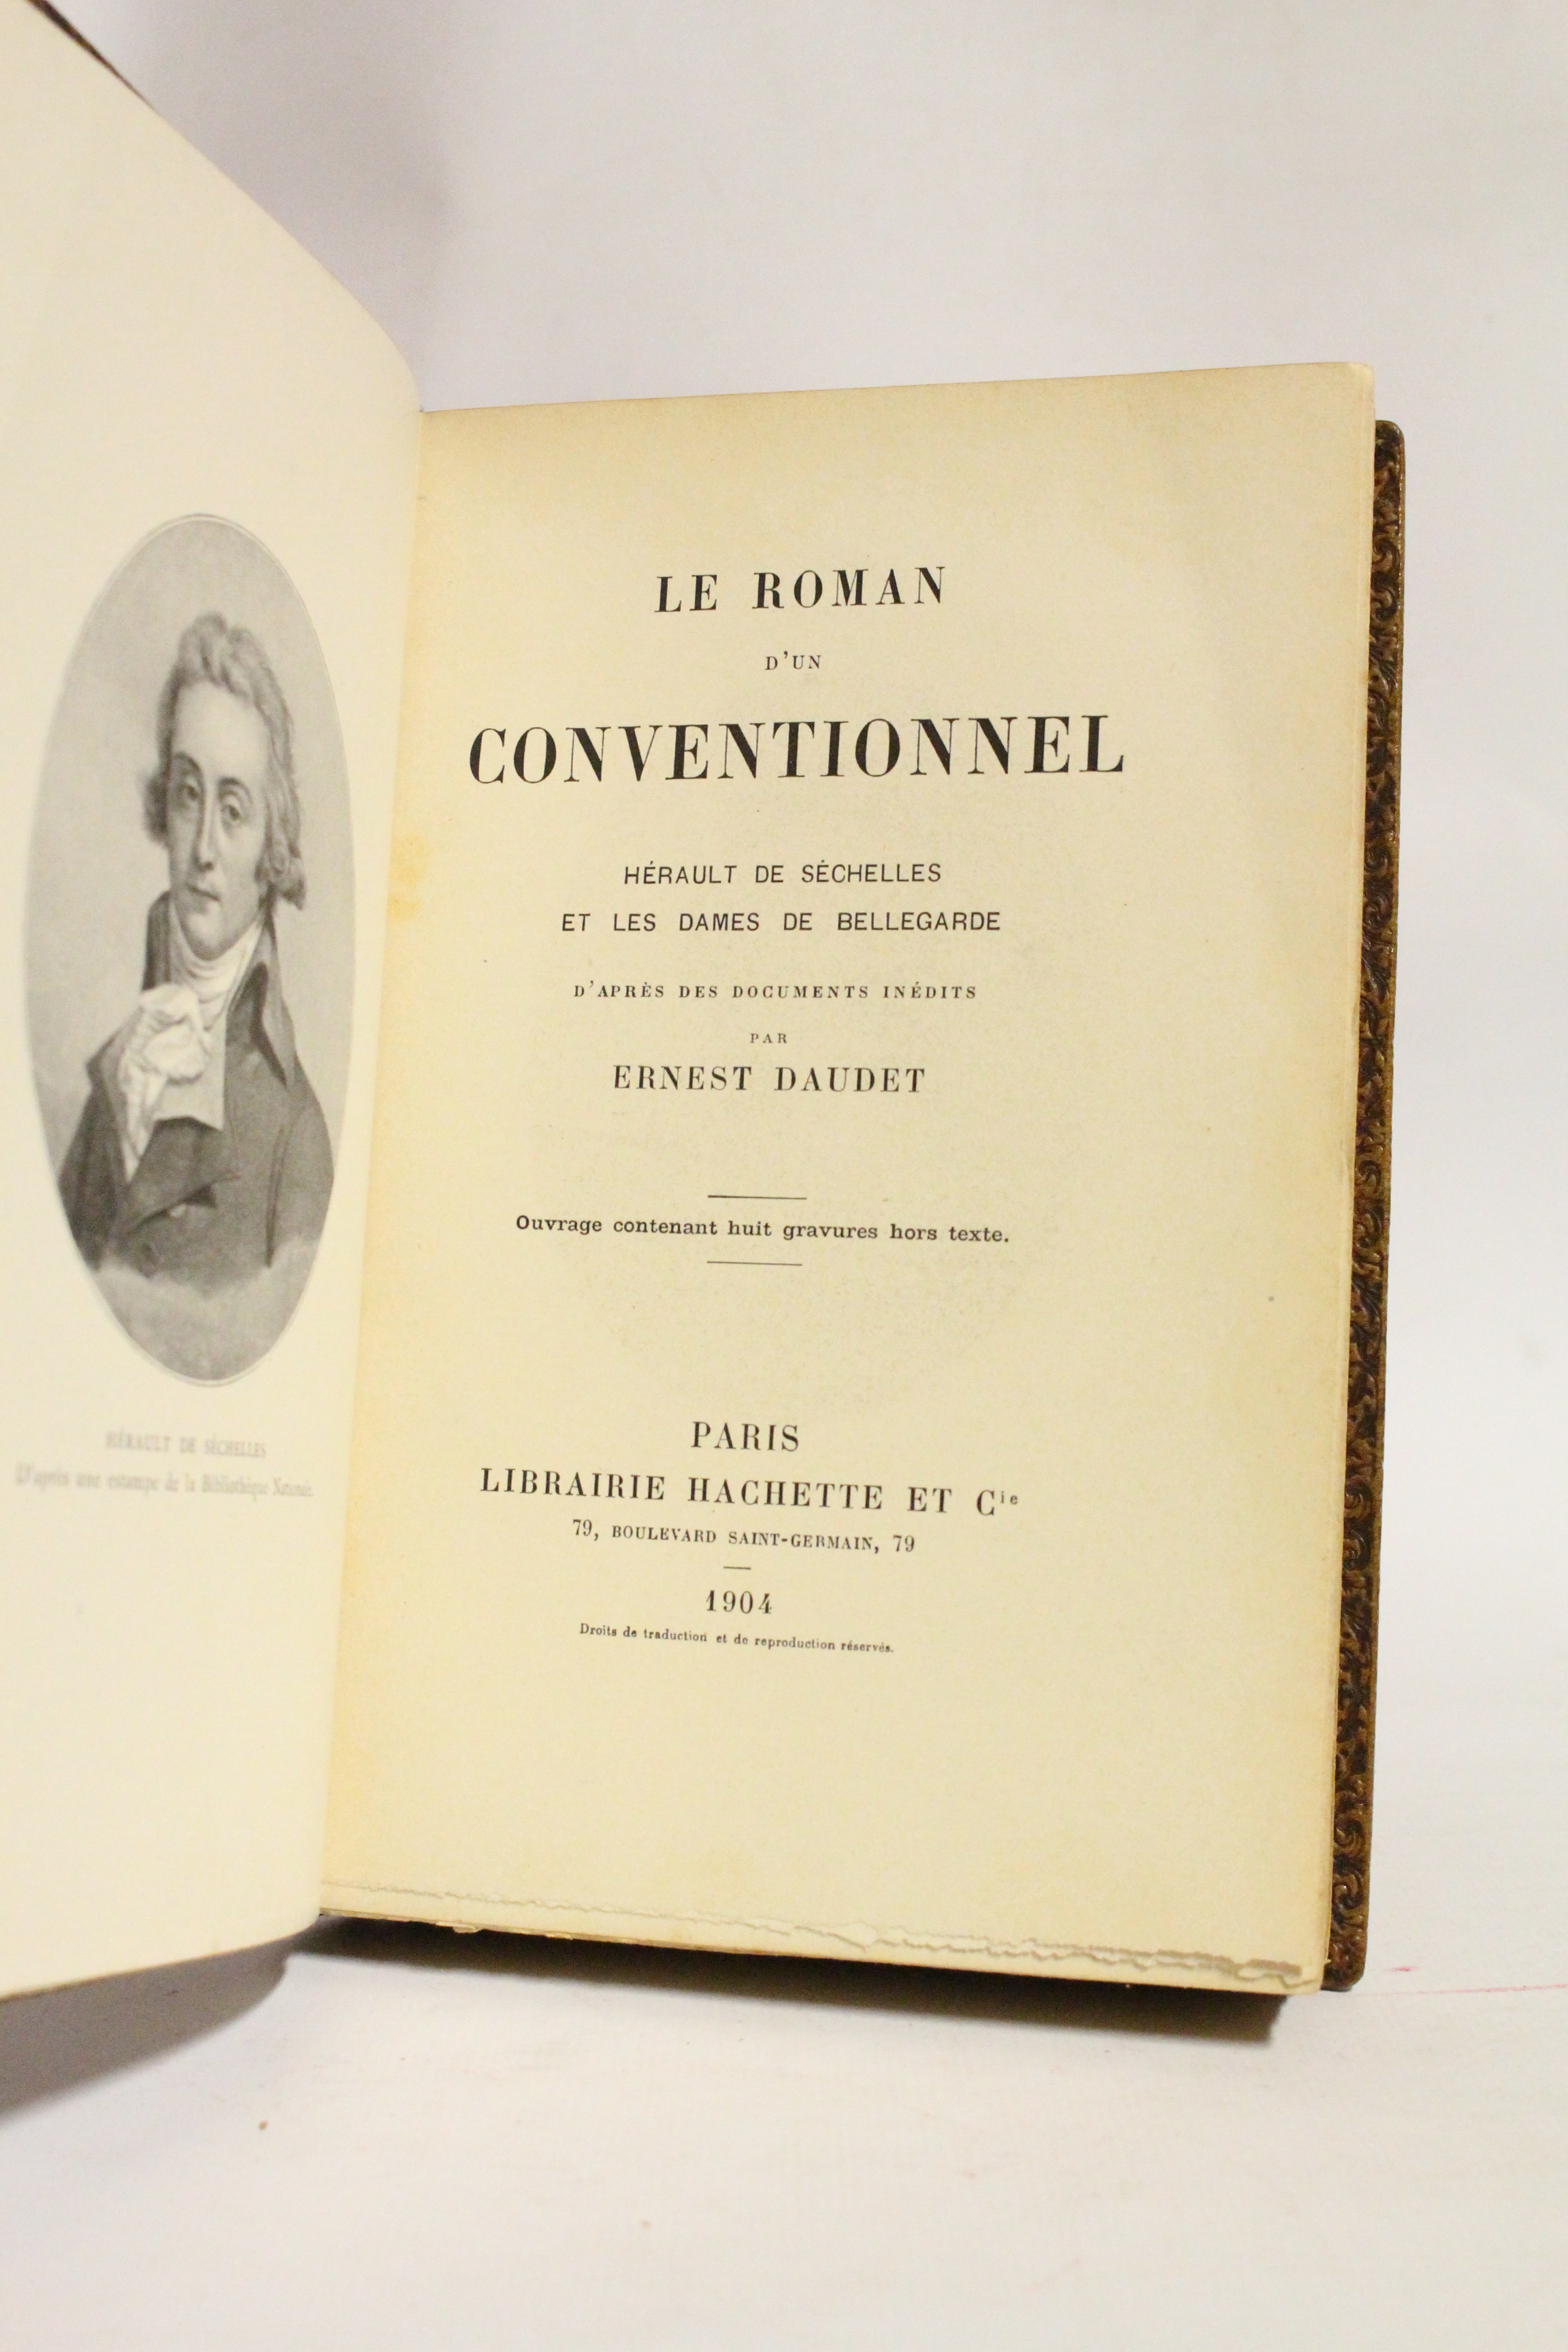 HÉRAULT DE SÉCHELLES
D'après une estampe de la Bibliothèque
LE ROMAN
D'UN
CONVENTIONNEL
HÉRAULT DE SÉCHELLES
ET LES DAMES DE BELLEGARDE
D'APRÈS DES DOCUMENTS INÉDITS
PAR
ERNEST DAUDET
Ouvrage contenant huit gravures hors texte.
PARIS
LIBRAIRIE HACHETTE ET Cie
79, BOULEVARD SAINT-GERMAIN, 79
1904
Droits de traduction et de reproduction réservés.